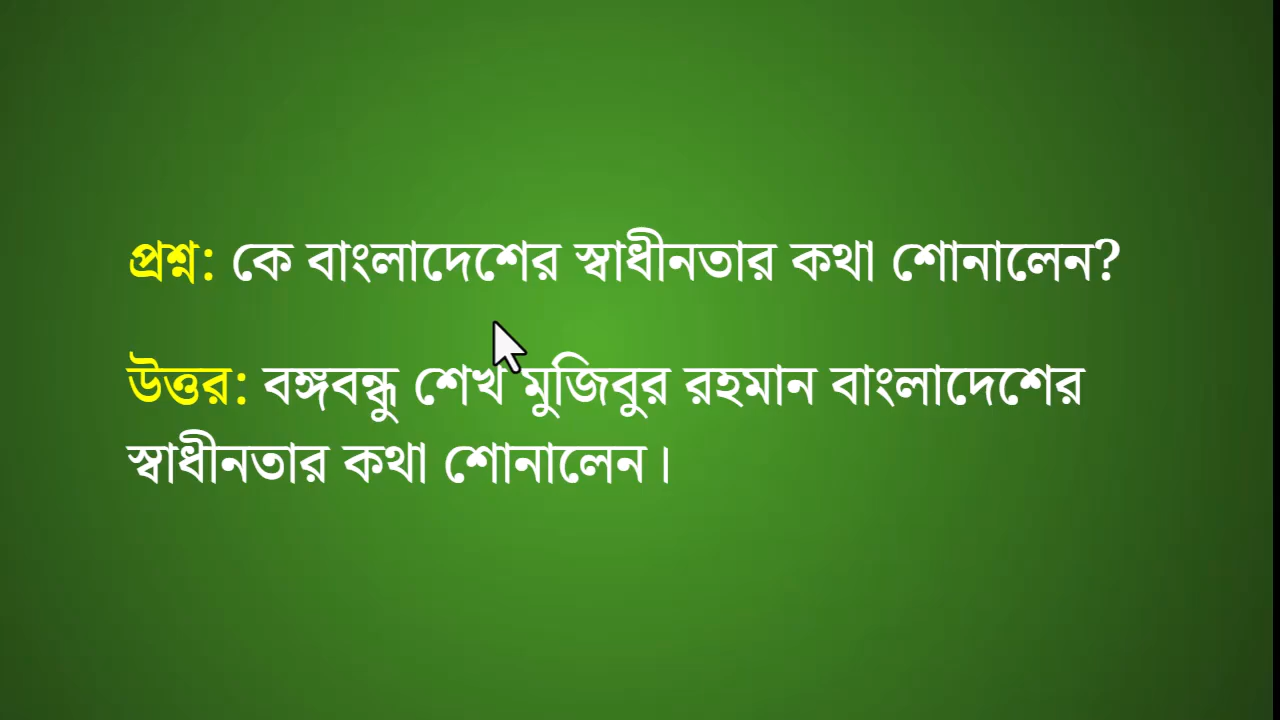 প্রশ্ন: কে বাংলাদেশের স্বাধীনতার কথা শোনালেন?
উত্তর: বঙ্গবন্ধু শেখ মুজিবুর রহমান বাংলাদেশের
স্বাধীনতার কথা শোনালেন।